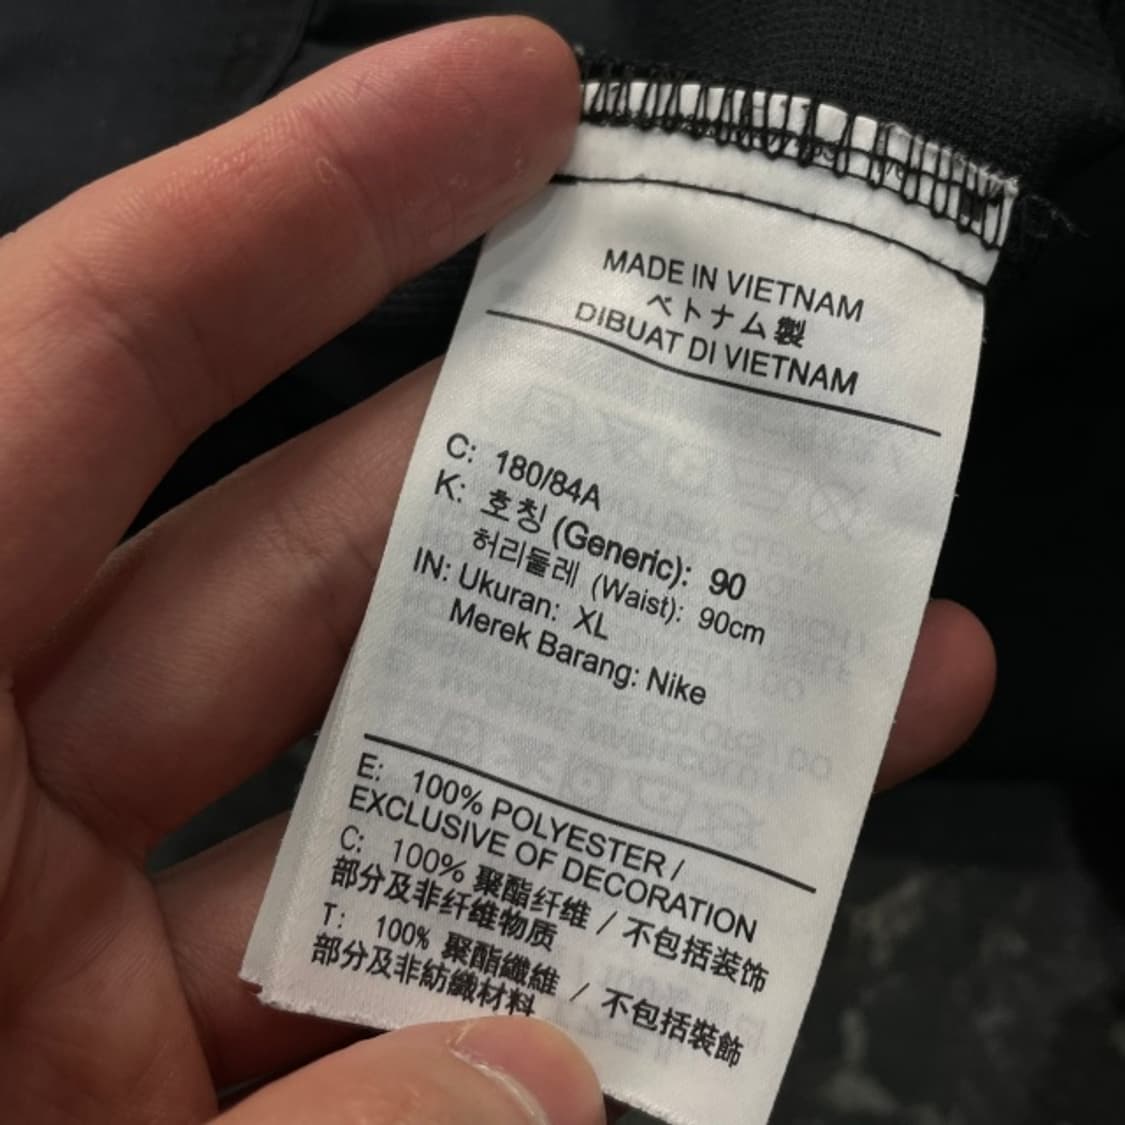 MADE IN VIETNAM
ベトナム製
DIBUAT DI VIETNAM
C: 180/84A
K: 호칭 (Generic): 90
허리둘레 (Waist): 90cm
IN: Ukuran: XL
Merek Barang: Nike
E: 100% POLYESTER /
EXCLUSIVE OF DECORATION
C: 100% 聚酯纤维 / 不包括装饰
部分及非纤维物质
T: 100% 聚酯纖維 / 不包括裝飾
部分及非紡織材料